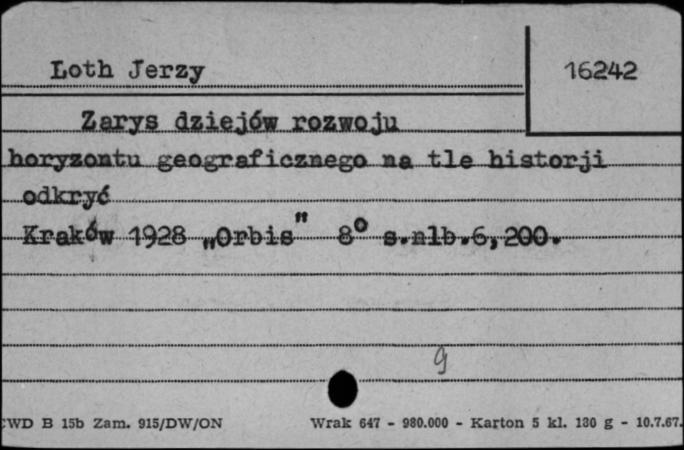 Loth Jerzy
16242
Zarys dziejów rozwoju
horyzontu geograficznego na tle historji
odkryć
Kraków 1928 „Orbis" 8° s.nlb.6,200.
9
CWD B 15b Zam. 915/DW/ON Wrak 647 - 980.000 - Karton 5 kl. 130 g - 10.7.67.